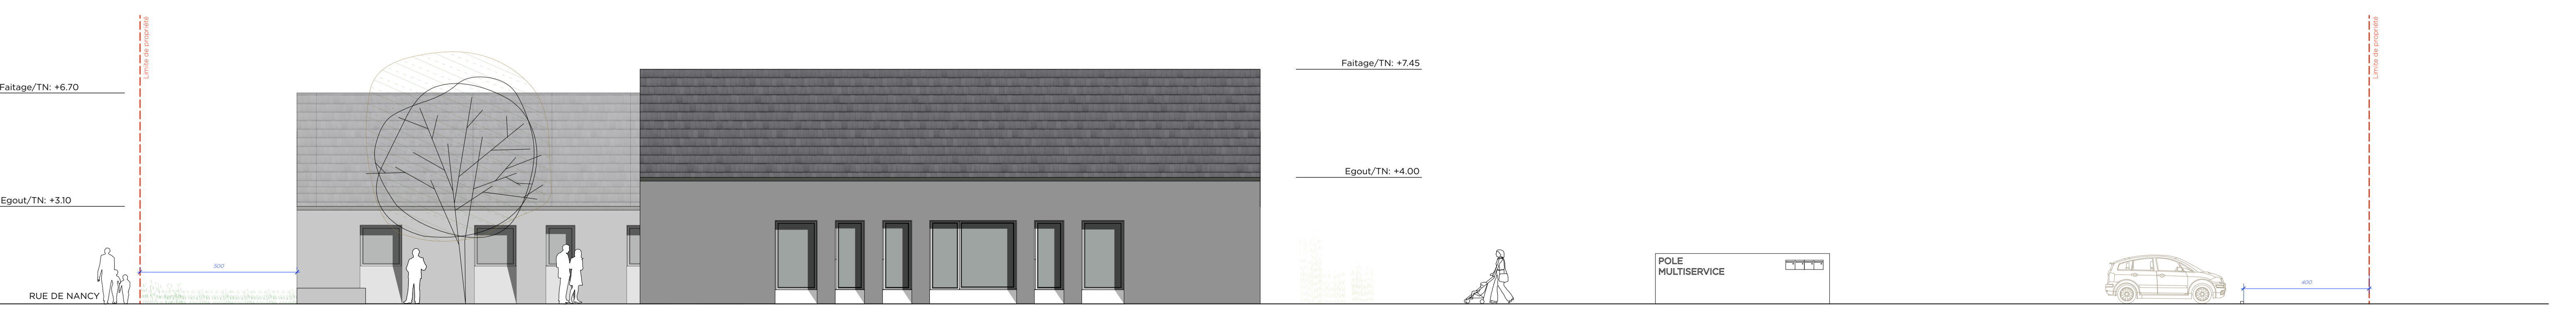 Limite de propriété
Limite de propriété
Faitage/TN: +7.45
Faitage/TN: +6.70
Egout/TN: +4.00
Egout/TN: +3.10
POLE
MULTISERVICE
500
400
RUE DE NANCY